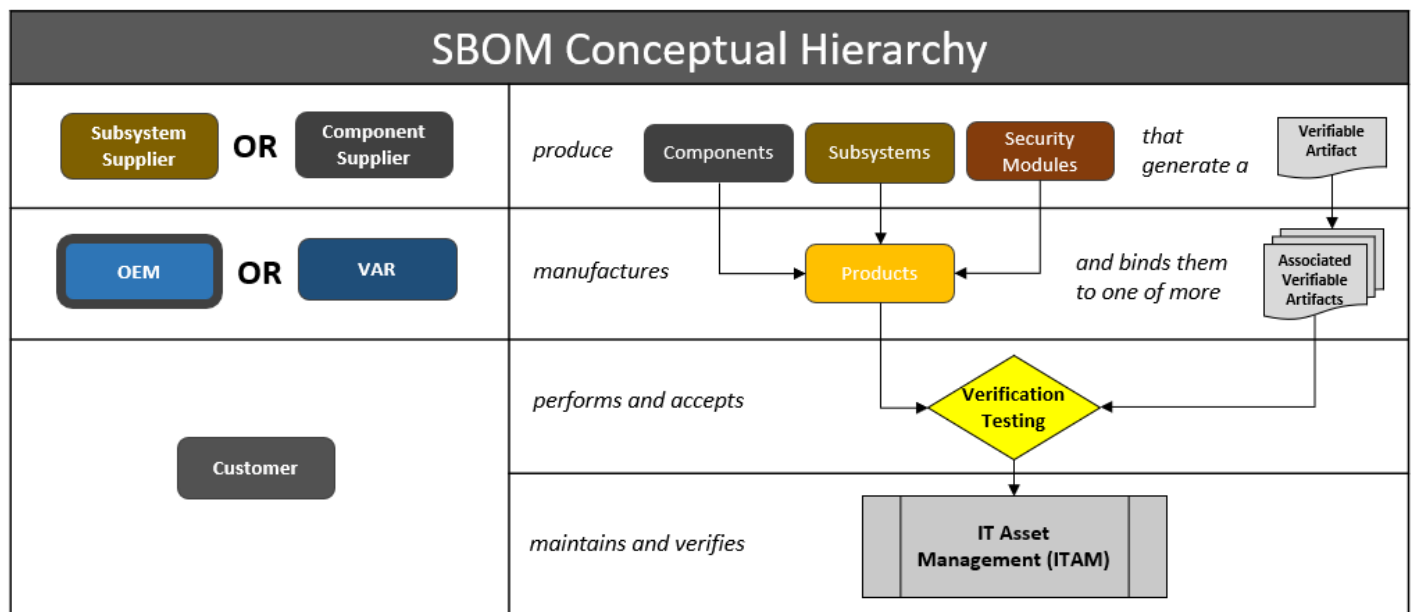 SBOM Conceptual Hierarchy
Subsystem
Supplier
OR
Component
Supplier
produce
Components
Subsystems
Security
Modules
that
generate a
Verifiable
Artifact
OEM
OR
VAR
manufactures
Products
and binds them
to one of more
Associated
Verifiable
Artifacts
Customer
performs and accepts
Verification
Testing
maintains and verifies
IT Asset
Management (ITAM)